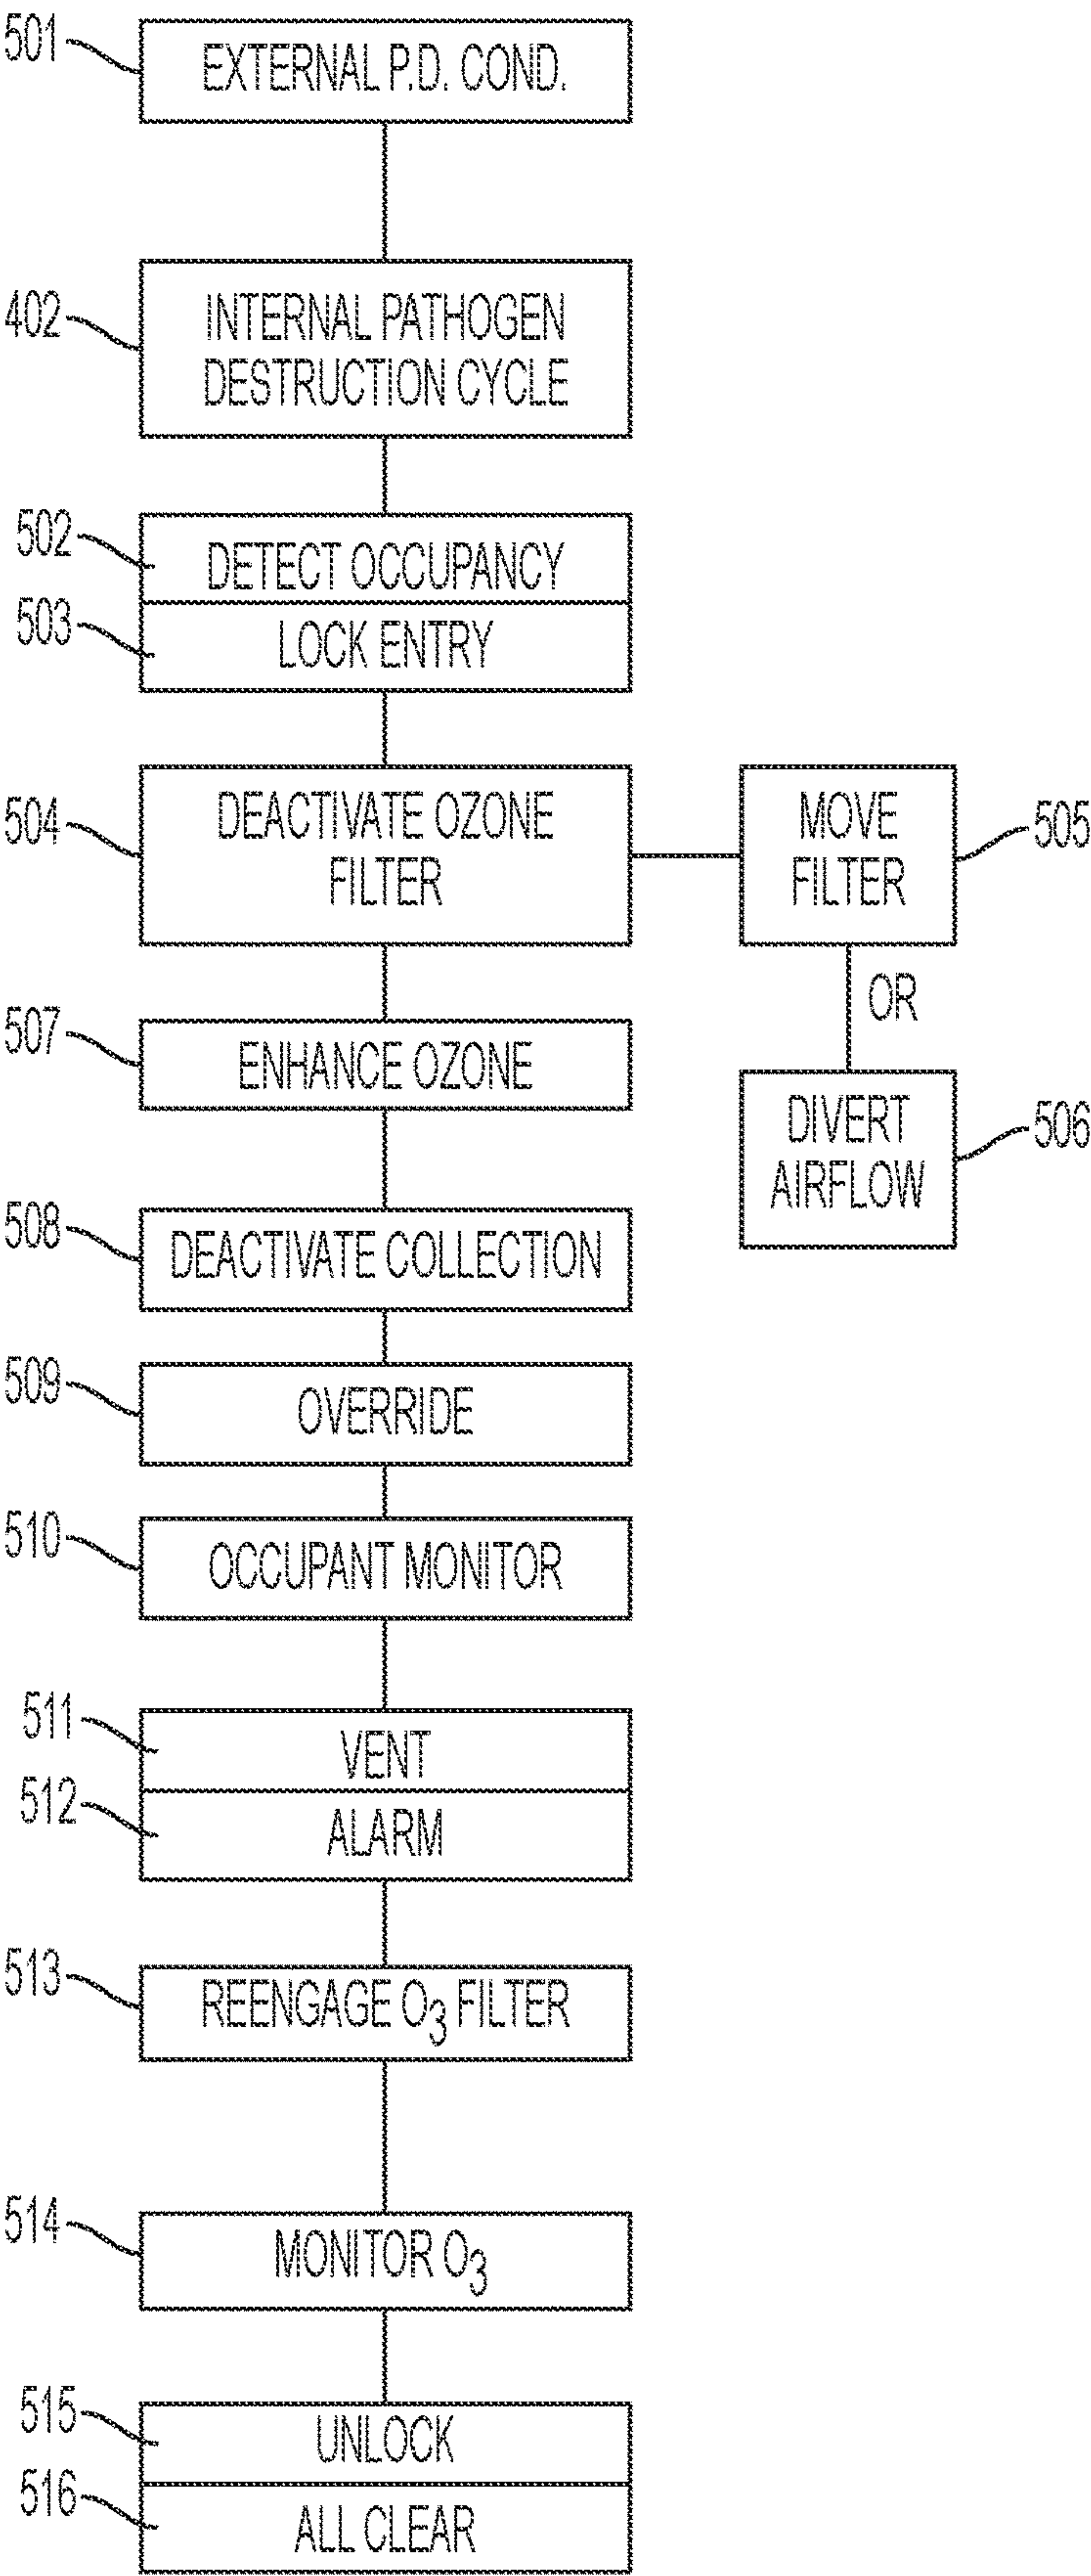 501
EXTERNAL P.D. COND.
402
INTERNAL PATHOGEN
DESTRUCTION CYCLE
502
DETECT OCCUPANCY
503
LOCK ENTRY
504
DEACTIVATE OZONE
FILTER
MOVE
FILTER
505
OR
507
ENHANCE OZONE
DIVERT
AIRFLOW
506
508
DEACTIVATE COLLECTION
509
OVERRIDE
510
OCCUPANT MONITOR
511
VENT
512
ALARM
513
REENGAGE O₃ FILTER
514
MONITOR O₃
515
UNLOCK
516
ALL CLEAR